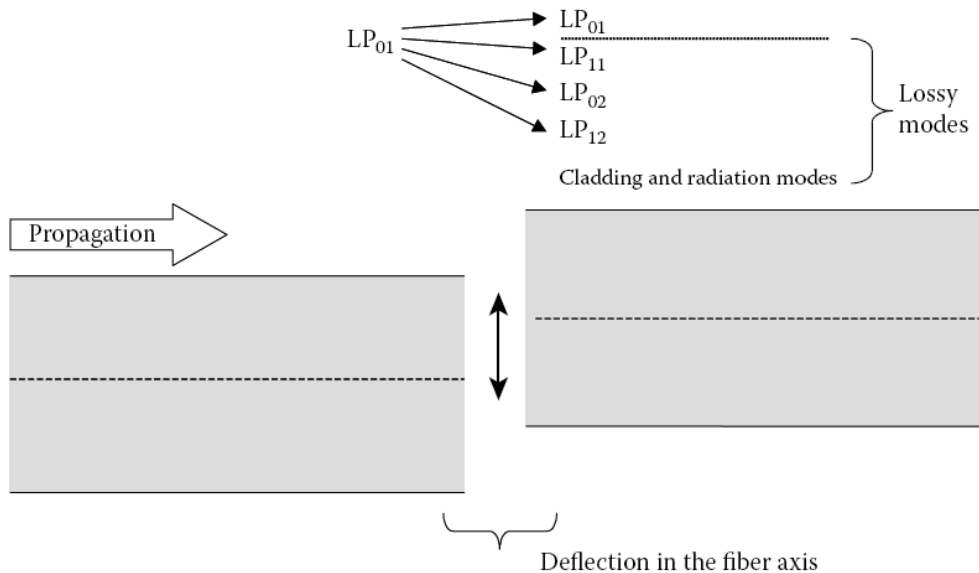 LP₀₁
LP₀₁
LP₁₁
LP₀₂
LP₁₂
Lossy
modes
Cladding and radiation modes
Propagation
Deflection in the fiber axis